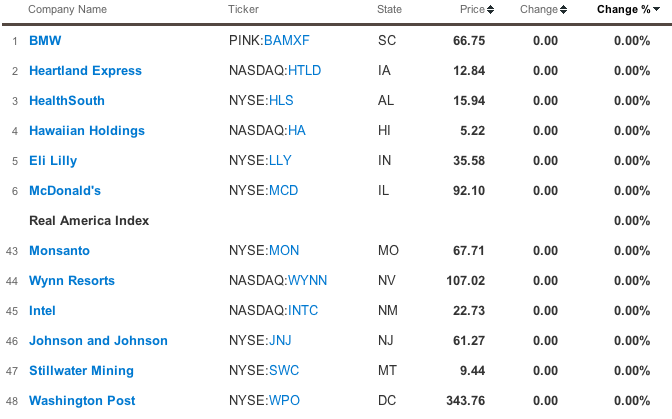 Company Name Ticker State Price Change Change %
1 BMW PINK:BAMXF SC 66.75 0.00 0.00%
2 Heartland Express NASDAQ:HTLD IA 12.84 0.00 0.00%
3 HealthSouth NYSE:HLS AL 15.94 0.00 0.00%
4 Hawaiian Holdings NASDAQ:HA HI 5.22 0.00 0.00%
5 Eli Lilly NYSE:LLY IN 35.58 0.00 0.00%
6 McDonald's NYSE:MCD IL 92.10 0.00 0.00%
Real America Index 0.00%
43 Monsanto NYSE:MON MO 67.71 0.00 0.00%
44 Wynn Resorts NASDAQ:WYNN NV 107.02 0.00 0.00%
45 Intel NASDAQ:INTC NM 22.73 0.00 0.00%
46 Johnson and Johnson NYSE:JNJ NJ 61.27 0.00 0.00%
47 Stillwater Mining NYSE:SWC MT 9.44 0.00 0.00%
48 Washington Post NYSE:WPO DC 343.76 0.00 0.00%